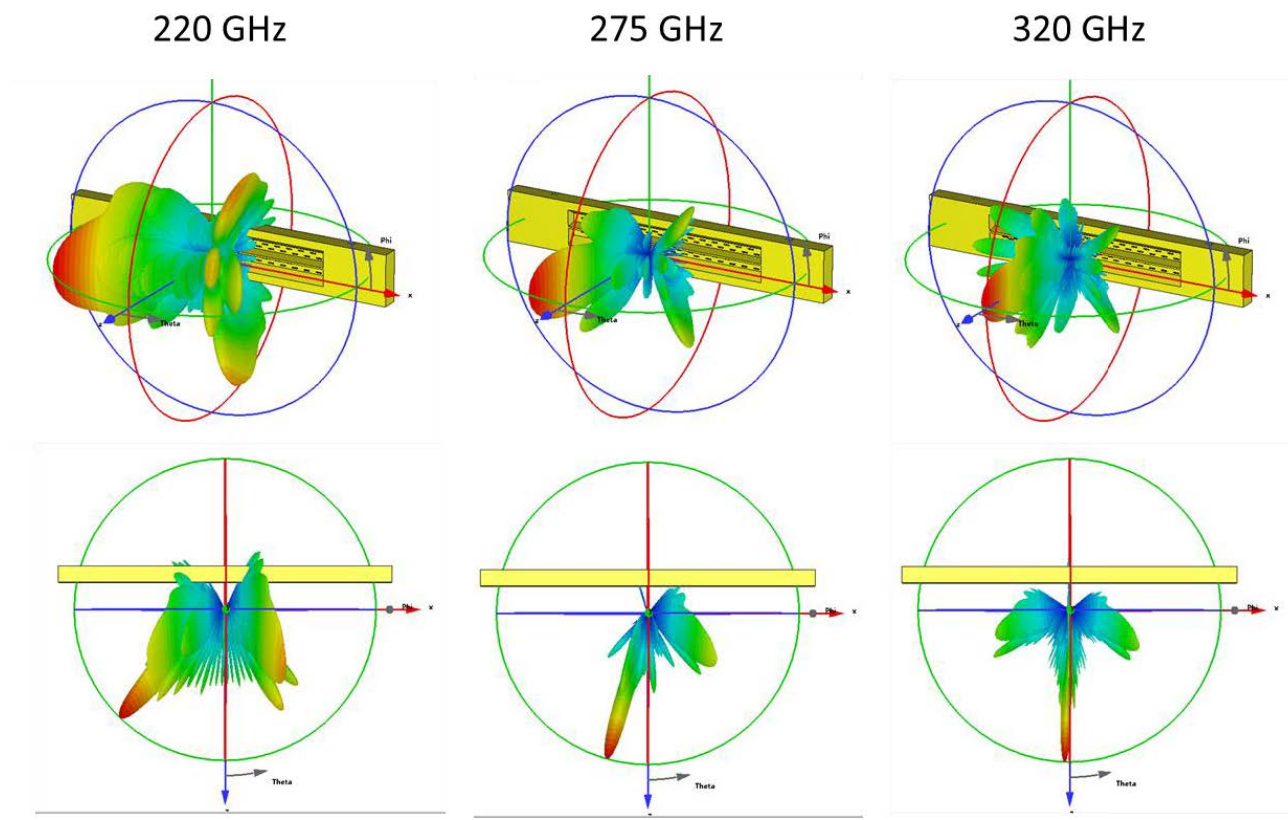 220 GHz 275 GHz 320 GHz
Phi Phi Phi
x x x
z z z
Theta Theta Theta
Phi x Phi x Phi x
Theta Theta Theta